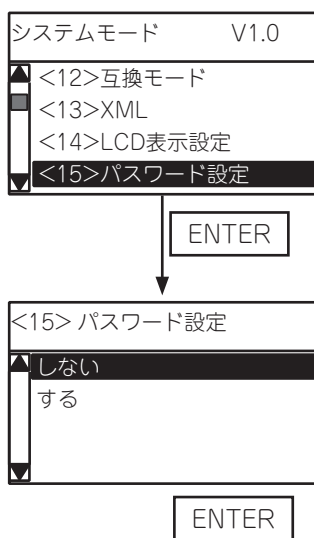 システムモード V1.0
<12>互換モード
<13>XML
<14>LCD表示設定
<15>パスワード設定
ENTER
<15> パスワード設定
しない
する
ENTER